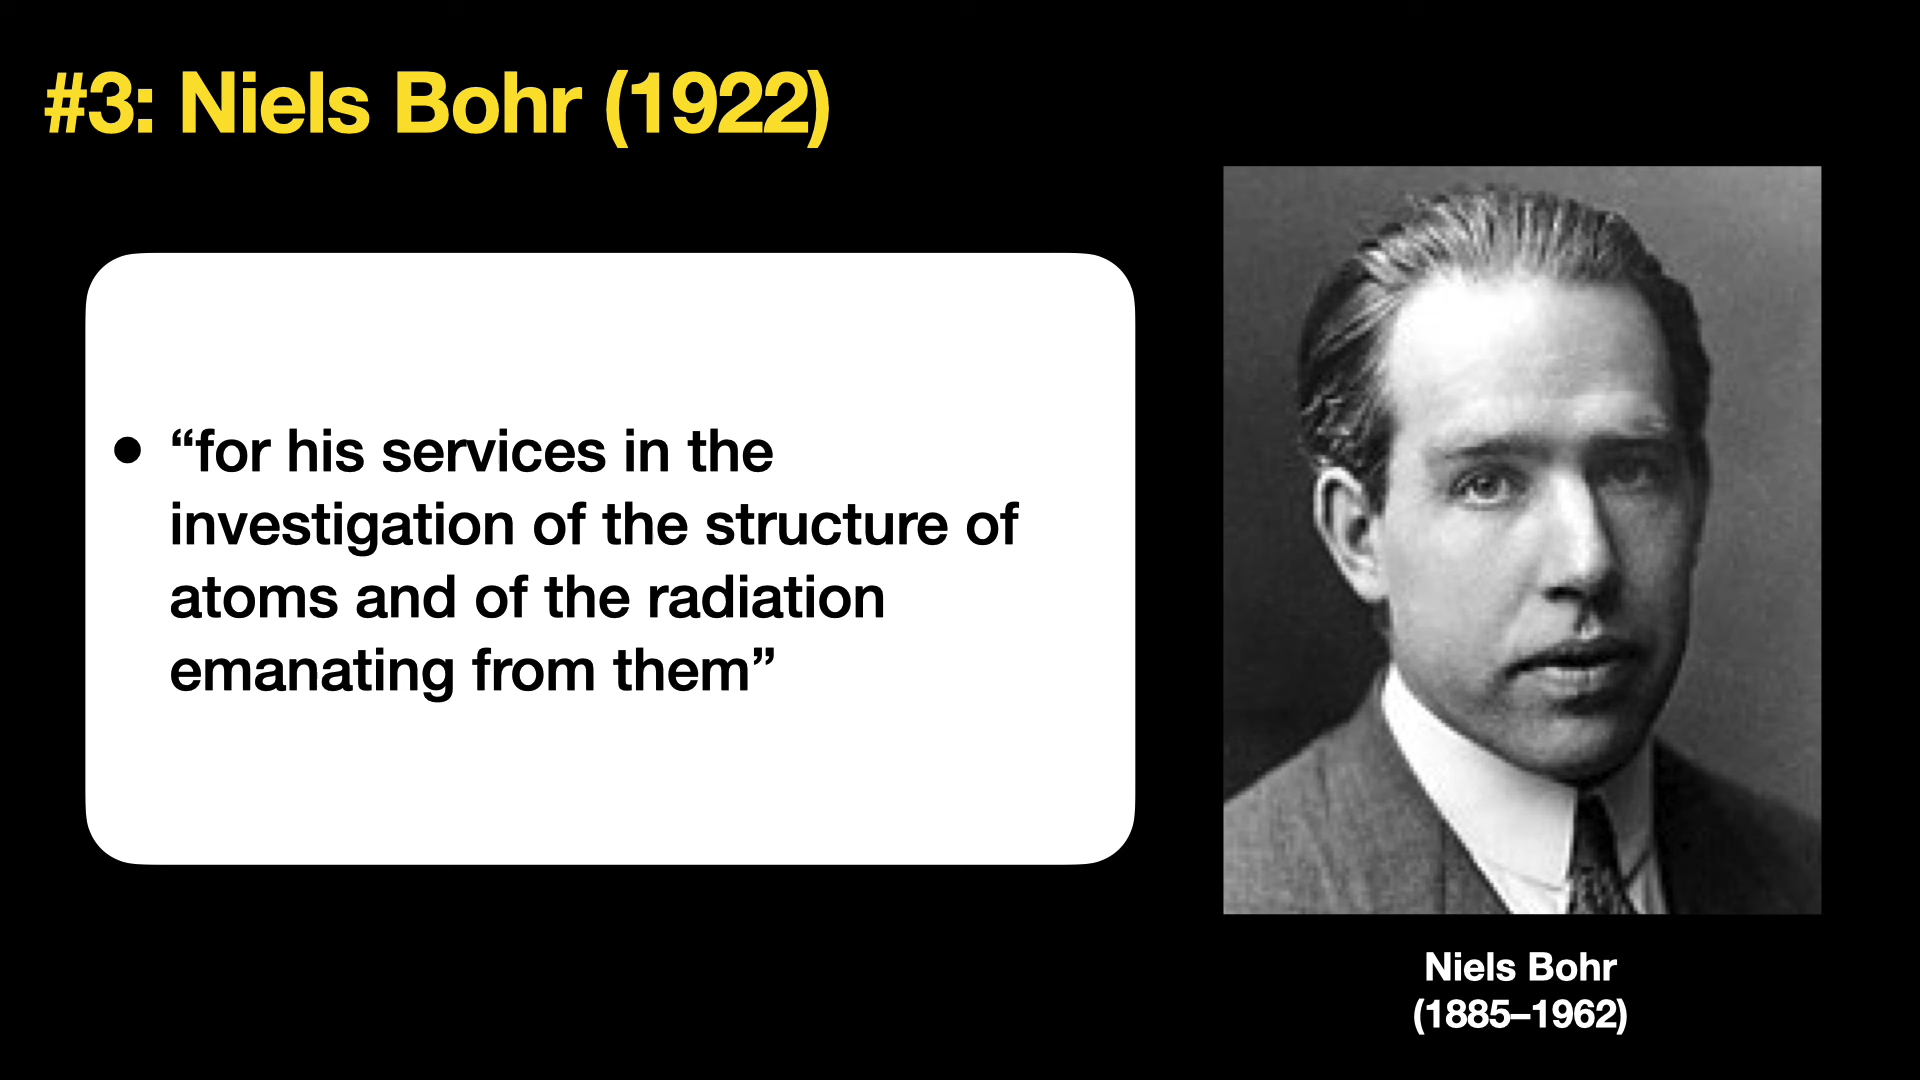 #3: Niels Bohr (1922)
• “for his services in the
investigation of the structure of
atoms and of the radiation
emanating from them”
Niels Bohr
(1885–1962)